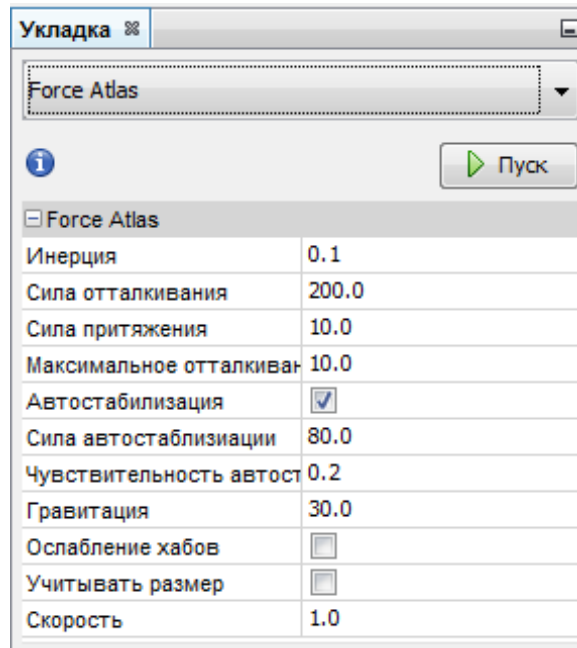 Укладка
Force Atlas
Пуск
Force Atlas
Инерция 0.1
Сила отталкивания 200.0
Сила притяжения 10.0
Максимальное отталкиван 10.0
Автостабилизация
Сила автостаблизиации 80.0
Чувствительность автост 0.2
Гравитация 30.0
Ослабление хабов
Учитывать размер
Скорость 1.0